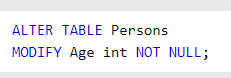 ALTER TABLE Persons
MODIFY Age int NOT NULL;